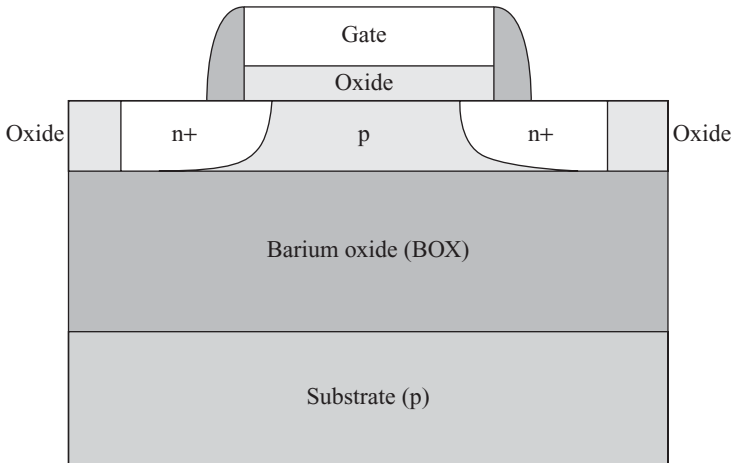 Gate
Oxide
Oxide
n+
p
n+
Oxide
Barium oxide (BOX)
Substrate (p)